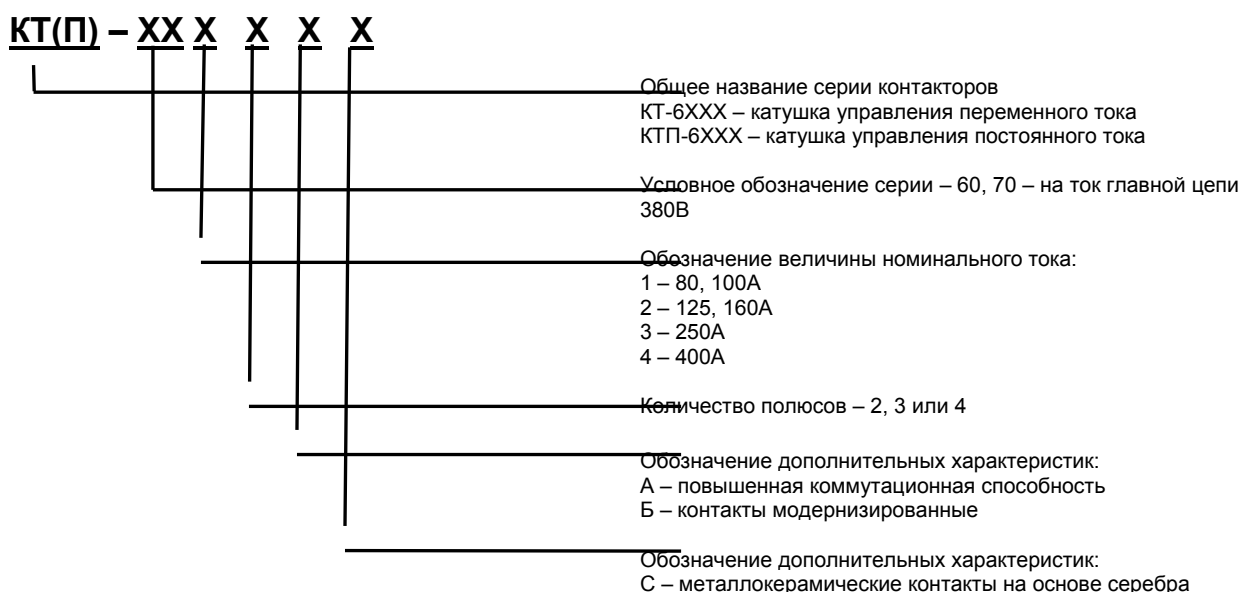 КТ(П) – ХХ Х Х Х Х
Общее название серии контакторов
КТ-6ХХХ – катушка управления переменного тока
КТП-6ХХХ – катушка управления постоянного тока
Условное обозначение серии – 60, 70 – на ток главной цепи
380В
Обозначение величины номинального тока:
1 – 80, 100А
2 – 125, 160А
3 – 250А
4 – 400А
Количество полюсов – 2, 3 или 4
Обозначение дополнительных характеристик:
А – повышенная коммутационная способность
Б – контакты модернизированные
Обозначение дополнительных характеристик:
С – металлокерамические контакты на основе серебра